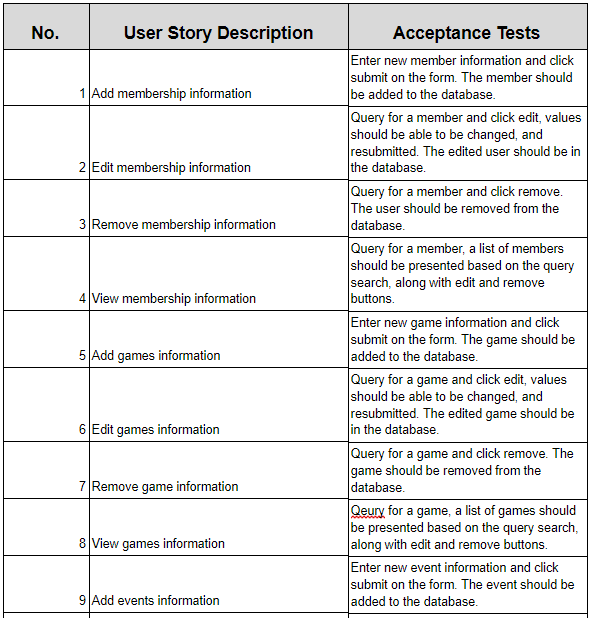 No. User Story Description Acceptance Tests
Enter new member information and click
submit on the form. The member should
1 Add membership information be added to the database.
Query for a member and click edit, values
should be able to be changed, and
resubmitted. The edited user should be in
2 Edit membership information the database.
Query for a member and click remove.
The user should be removed from the
3 Remove membership information database.
Query for a member, a list of members
should be presented based on the query
search, along with edit and remove
4 View membership information buttons.
Enter new game information and click
submit on the form. The game should be
5 Add games information added to the database.
Query for a game and click edit, values
should be able to be changed, and
resubmitted. The edited game should be
6 Edit games information in the database.
Query for a game and click remove. The
game should be removed from the
7 Remove game information database.
Qeury for a game, a list of games should
be presented based on the query search,
8 View games information along with edit and remove buttons.
Enter new event information and click
submit on the form. The event should be
9 Add events information added to the database.